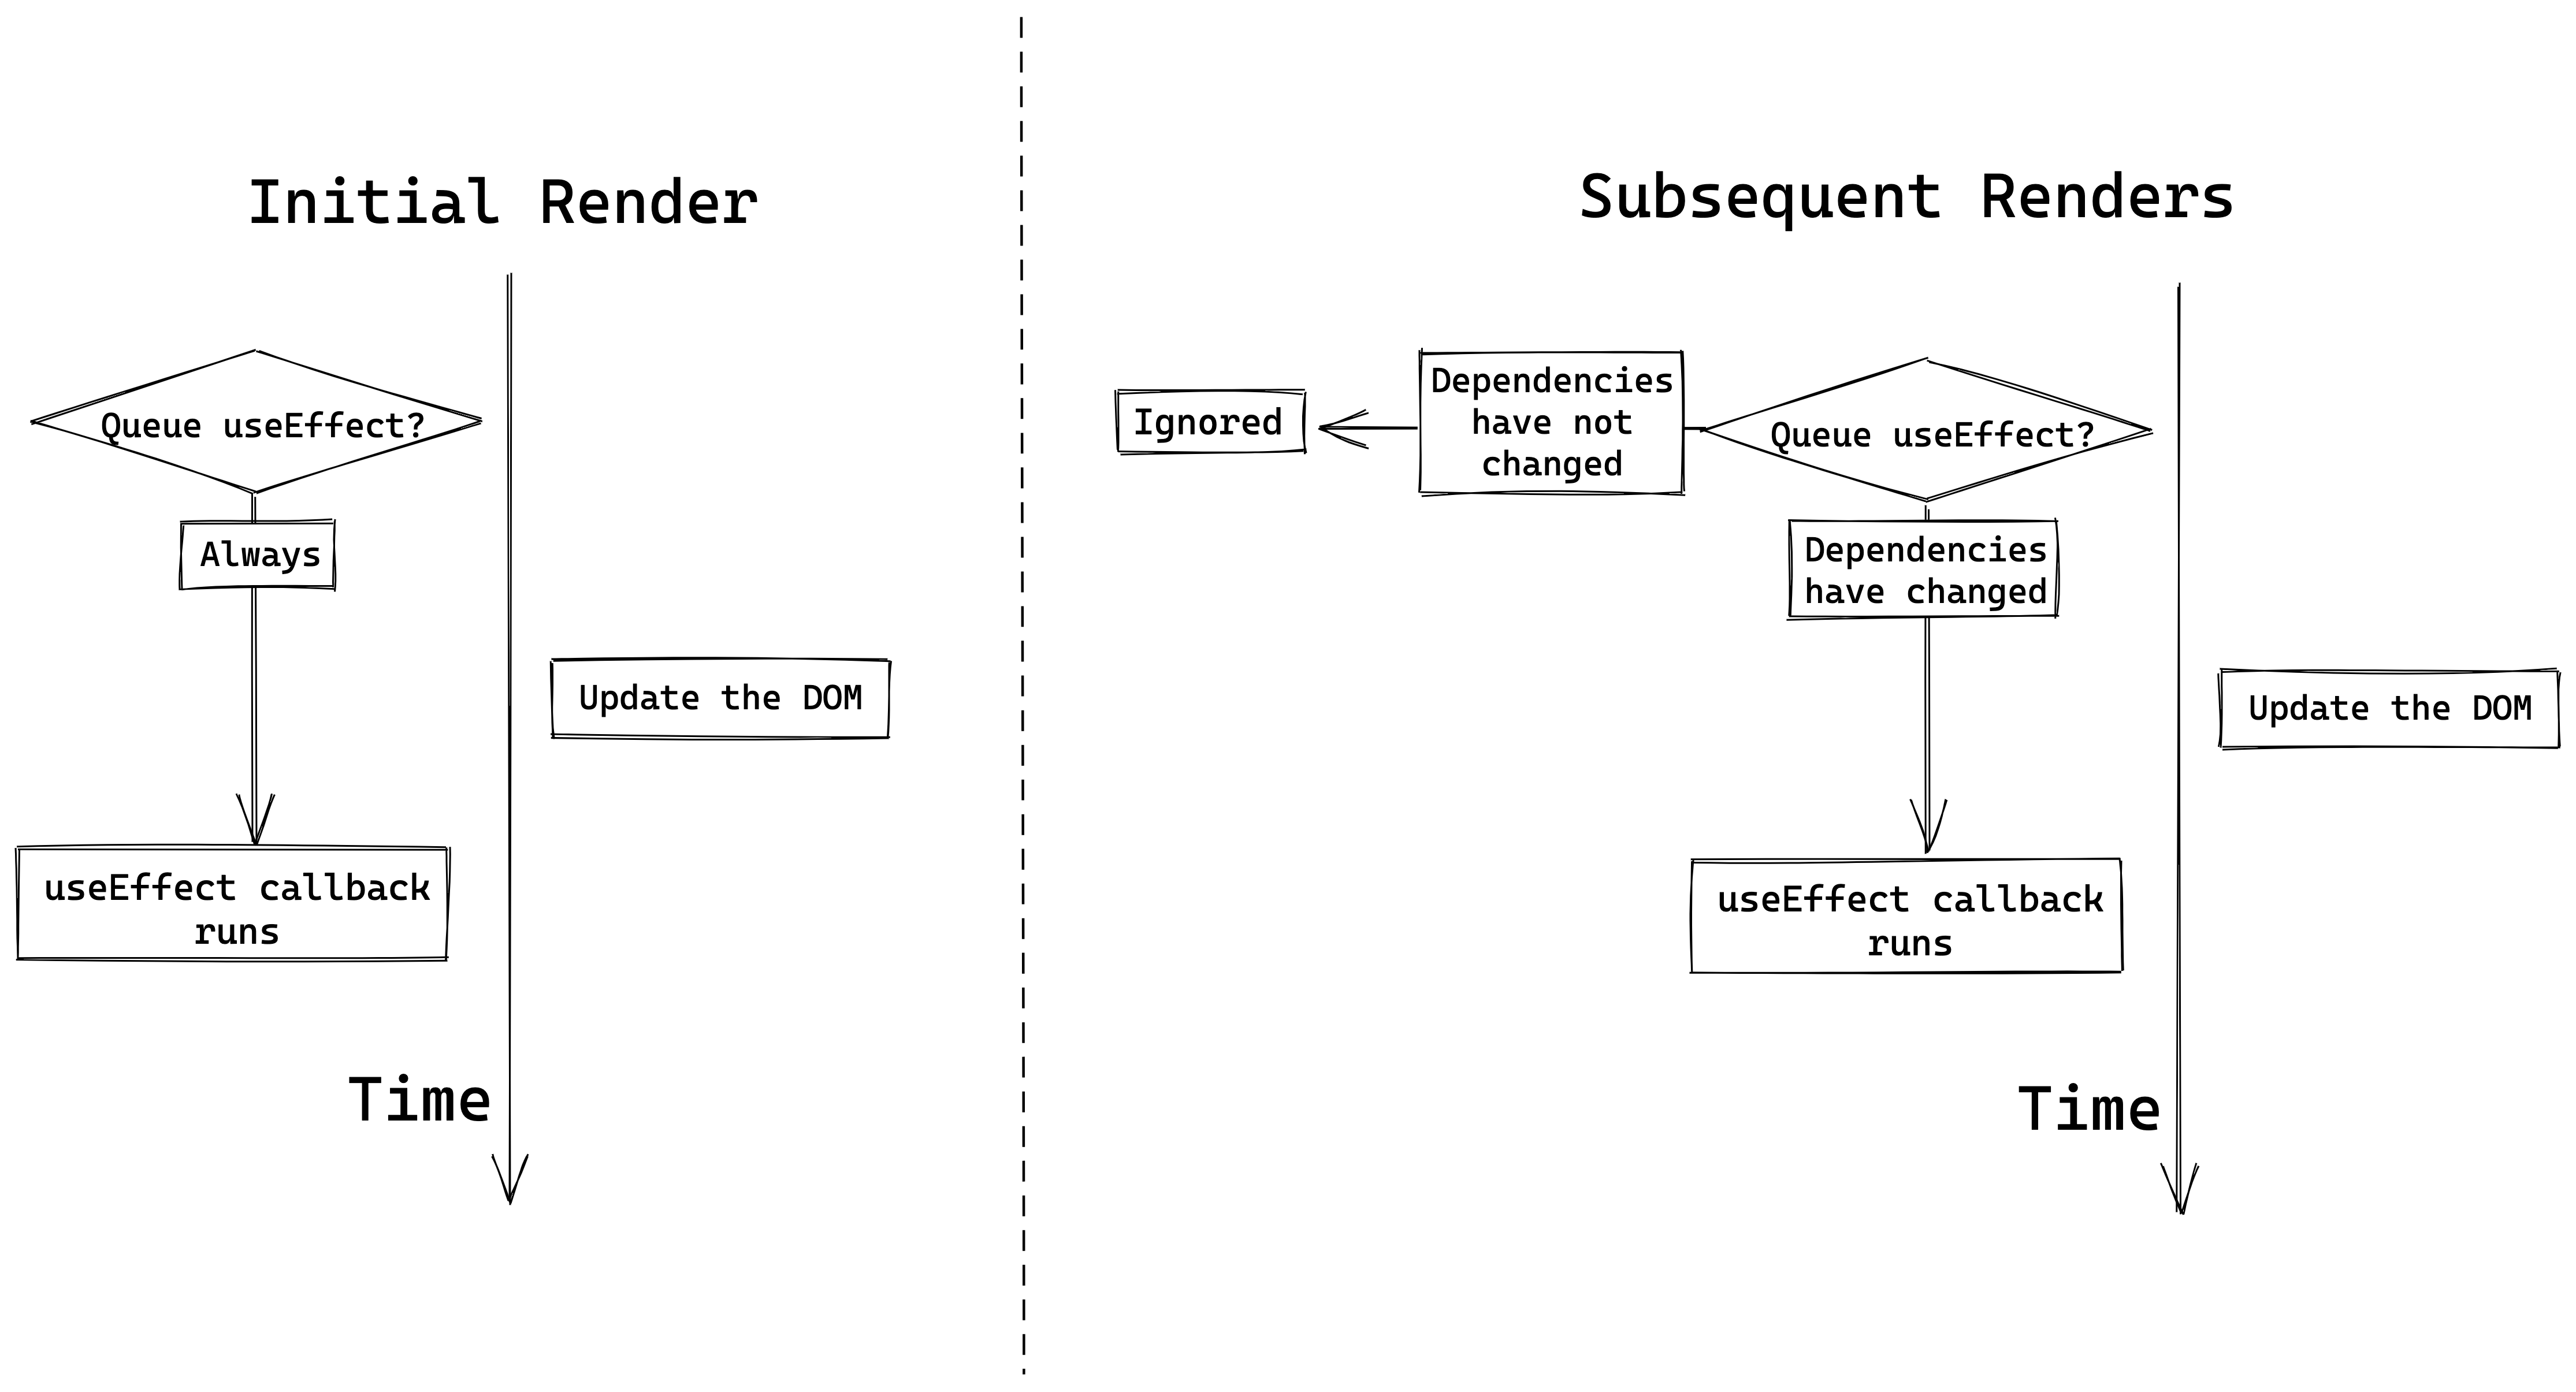 Initial Render
Queue useEffect?
Always
Update the DOM
useEffect callback
runs
Time
Subsequent Renders
Ignored
Dependencies
have not
changed
Queue useEffect?
Dependencies
have changed
Update the DOM
useEffect callback
runs
Time